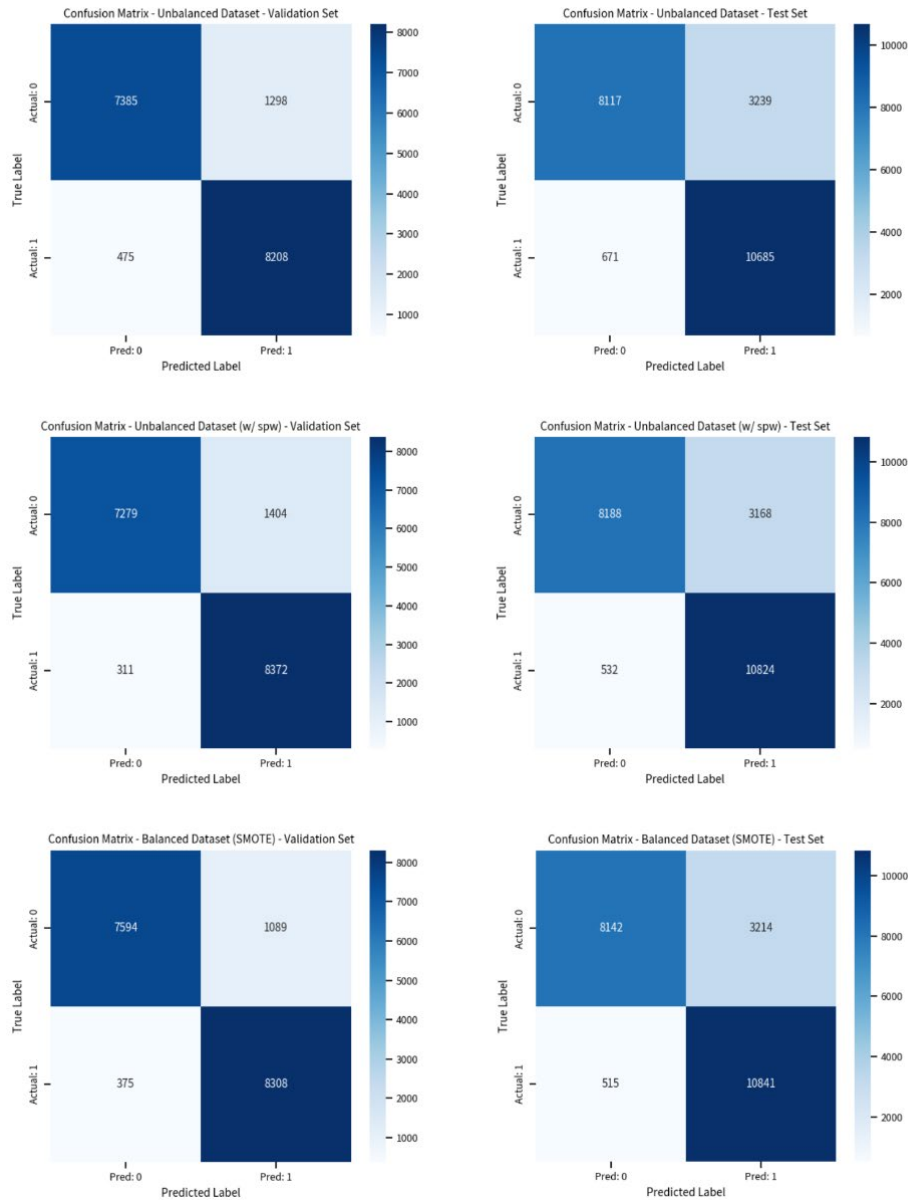 Confusion Matrix - Unbalanced Dataset - Validation Set
Actual: 0
Actual: 1
True Label
7385
1298
475
8208
Pred: 0
Pred: 1
Predicted Label
8000
7000
6000
5000
4000
3000
2000
1000
Confusion Matrix - Unbalanced Dataset - Test Set
Actual: 0
Actual: 1
True Label
8117
3239
671
10685
Pred: 0
Pred: 1
Predicted Label
10000
8000
6000
4000
2000
Confusion Matrix - Unbalanced Dataset (w/ spw) - Validation Set
Actual: 0
Actual: 1
True Label
7279
1404
311
8372
Pred: 0
Pred: 1
Predicted Label
8000
7000
6000
5000
4000
3000
2000
1000
Confusion Matrix - Unbalanced Dataset (w/ spw) - Test Set
Actual: 0
Actual: 1
True Label
8188
3168
532
10824
Pred: 0
Pred: 1
Predicted Label
10000
8000
6000
4000
2000
Confusion Matrix - Balanced Dataset (SMOTE) - Validation Set
Actual: 0
Actual: 1
True Label
7594
1089
375
8308
Pred: 0
Pred: 1
Predicted Label
8000
7000
6000
5000
4000
3000
2000
1000
Confusion Matrix - Balanced Dataset (SMOTE) - Test Set
Actual: 0
Actual: 1
True Label
8142
3214
515
10841
Pred: 0
Pred: 1
Predicted Label
10000
8000
6000
4000
2000